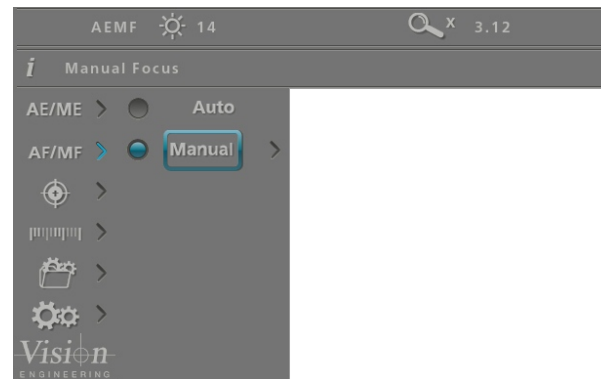 AEMF 14 x 3.12
i Manual Focus
AE/ME > Auto
AF/MF > Manual >
Vision
ENGINEERING